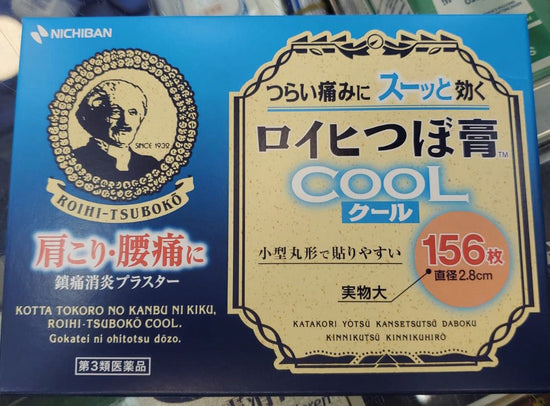 NICHIBAN
SINCE 1939
ROIHI-TSUBOKŌ
肩こり・腰痛に
鎮痛消炎プラスター
KOTTA TOKORO NO KANBU NI KIKU,
ROIHI-TSUBOKŌ COOL.
Gokatei ni ohitotsu dōzo.
第3類医薬品
つらい痛みに スーッと効く
ロイヒつぼ膏™
COOL
クール
小型丸形で貼りやすい
156枚
直径2.8cm
実物大
KATAKORI YŌTSŪ KANSETSUTSŪ DABOKU
KINNIKUTSŪ KINNIKUHIRŌ